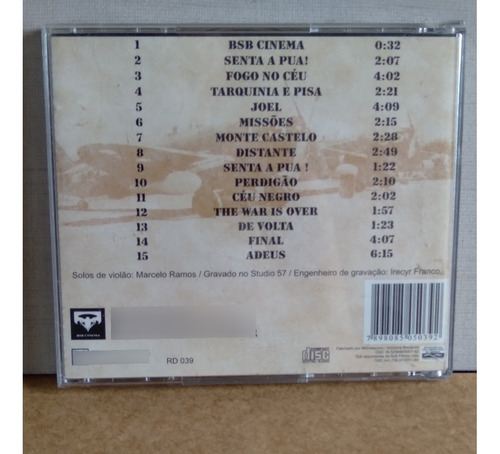 1 BSB CINEMA 0:32
2 SENTA A PUA! 2:07
3 FOGO NO CÉU 4:02
4 TARQUINIA E PISA 2:21
5 JOEL 4:09
6 MISSÕES 2:15
7 MONTE CASTELO 2:28
8 DISTANTE 2:49
9 SENTA A PUA ! 1:22
10 PERDIGÃO 2:10
11 CÉU NEGRO 2:02
12 THE WAR IS OVER 1:57
13 DE VOLTA 1:23
14 FINAL 4:07
15 ADEUS 6:15
Solos de violão: Marcelo Ramos / Gravado no Studio 57 / Engenheiro de gravação: Irecyr Franco.
BSB CINEMA
7898085050392
RD 039
disc